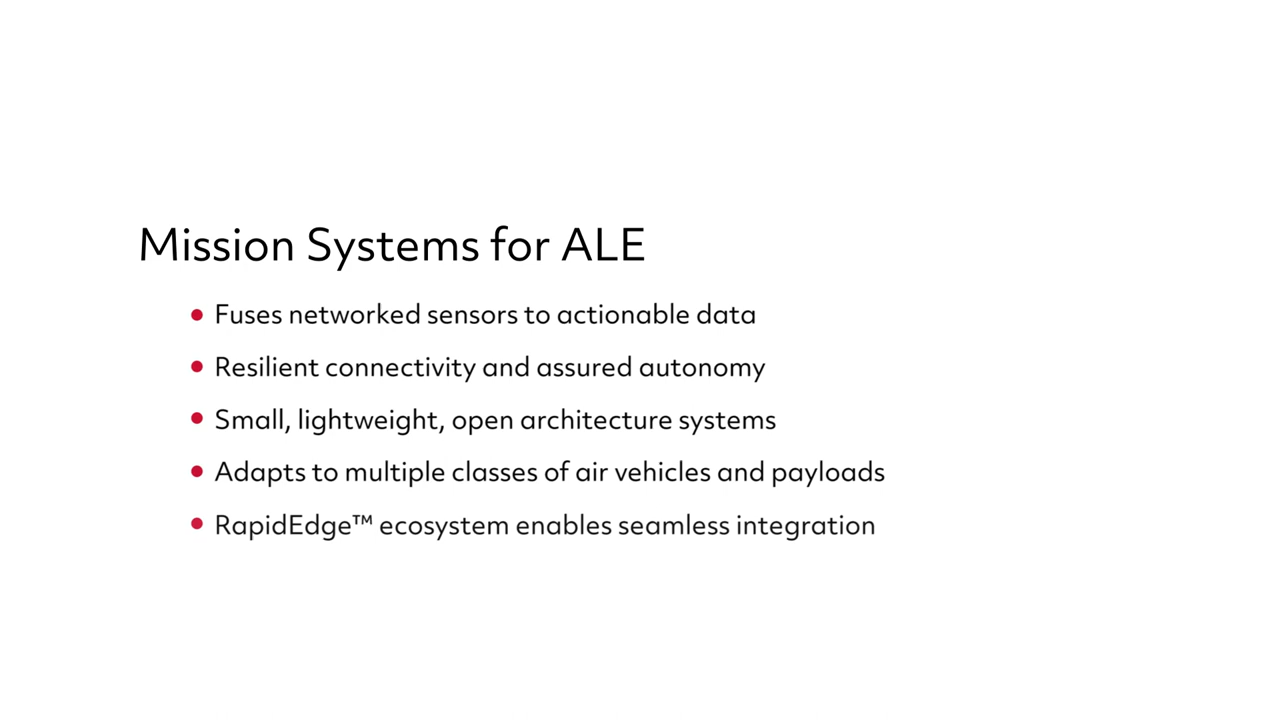 Mission Systems for ALE
• Fuses networked sensors to actionable data
• Resilient connectivity and assured autonomy
• Small, lightweight, open architecture systems
• Adapts to multiple classes of air vehicles and payloads
• RapidEdge™ ecosystem enables seamless integration